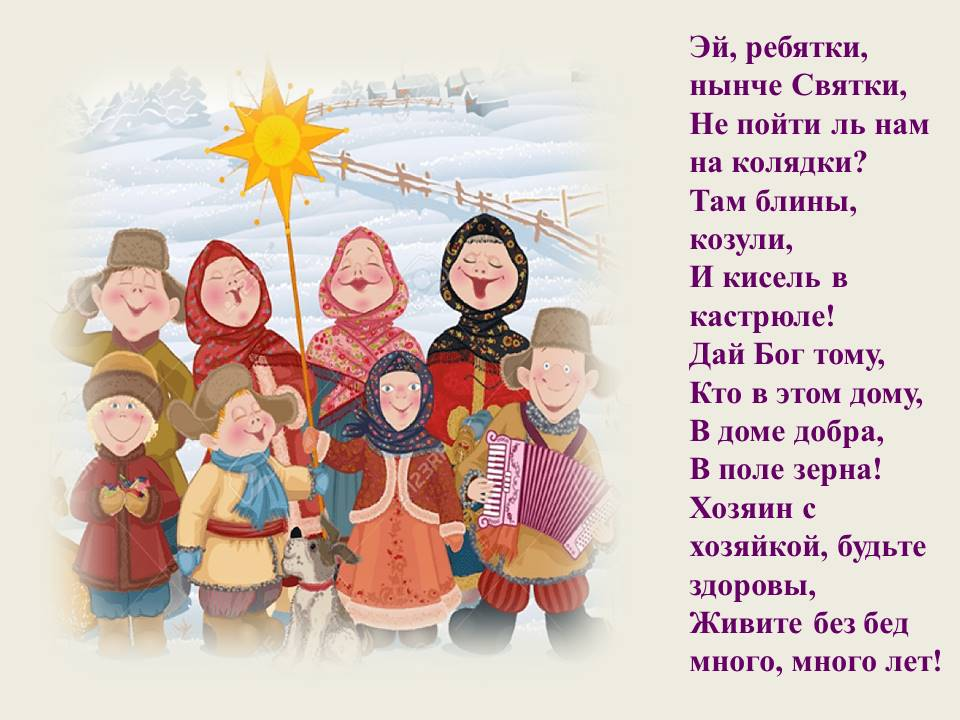 Эй, ребятки,
нынче Святки,
Не пойти ль нам
на колядки?
Там блины,
козули,
И кисель в
кастрюле!
Дай Бог тому,
Кто в этом дому,
В доме добра,
В поле зерна!
Хозяин с
хозяйкой, будьте
здоровы,
Живите без бед
много, много лет!